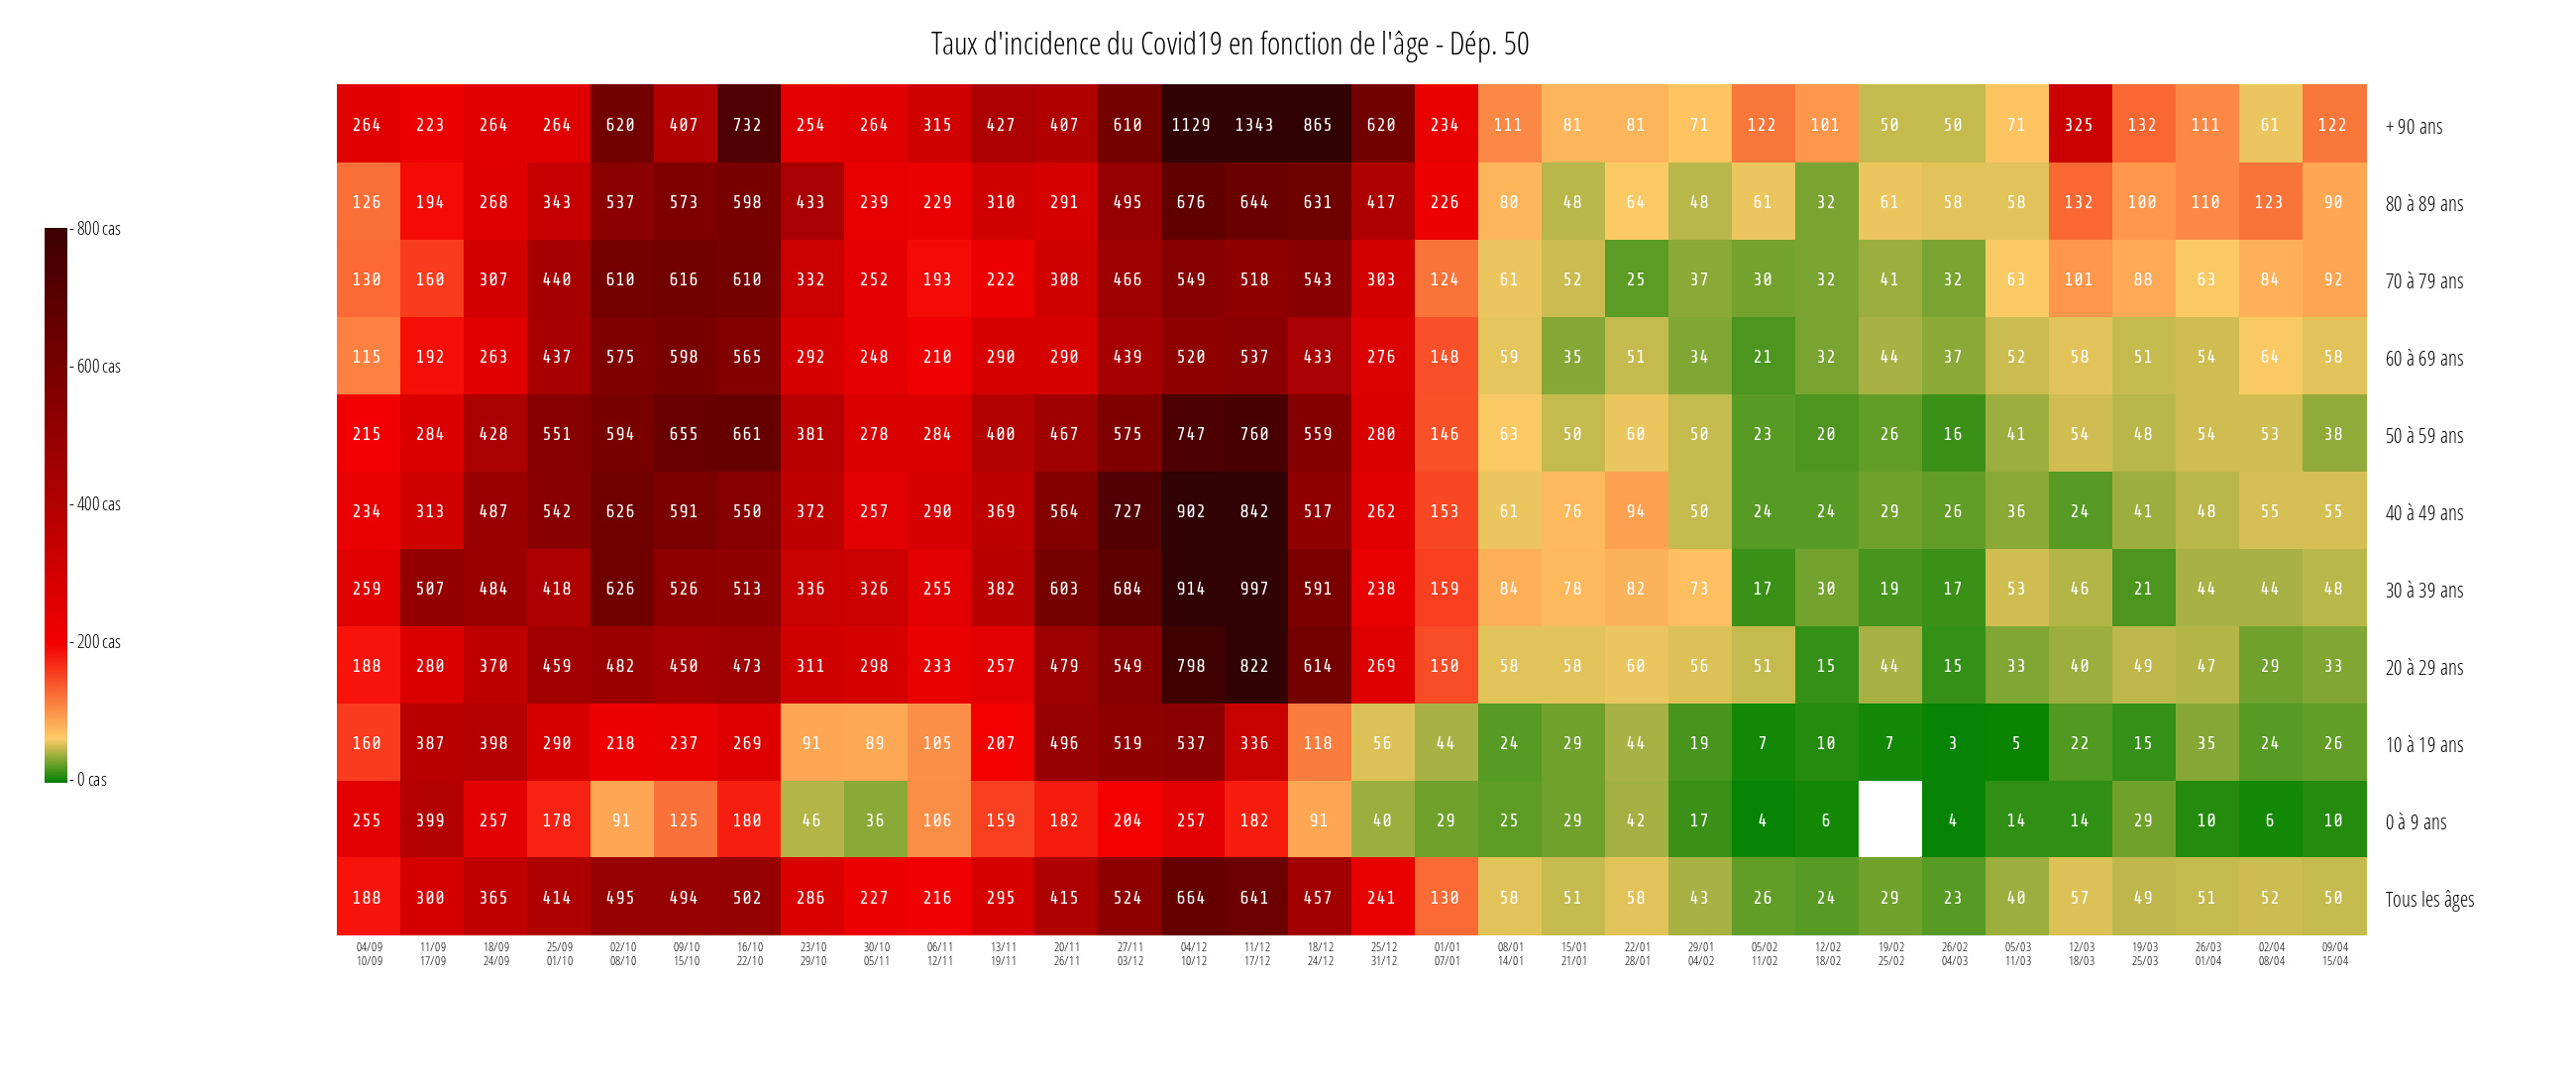 Taux d'incidence du Covid19 en fonction de l'âge - Dép. 50
264 223 264 264 620 407 732 254 264 315 427 407 610 1129 1343 865 620 234 111 81 81 71 122 101 50 50 71 325 132 111 61 122 + 90 ans
126 194 268 343 537 573 598 433 239 229 310 291 495 676 644 631 417 226 80 48 64 48 61 32 61 58 58 132 100 110 123 90 80 à 89 ans
- 800 cas
130 160 307 440 610 616 610 332 252 193 222 308 466 549 518 543 303 124 61 52 25 37 30 32 41 32 63 101 88 63 84 92 70 à 79 ans
115 192 263 437 575 598 565 292 248 210 290 290 439 520 537 433 276 148 59 35 51 34 21 32 44 37 52 58 51 54 64 58 60 à 69 ans
- 600 cas
215 284 428 551 594 655 661 381 278 284 400 467 575 747 760 559 280 146 63 50 60 50 23 20 26 16 41 54 48 54 53 38 50 à 59 ans
- 400 cas
234 313 487 542 626 591 550 372 257 290 369 564 727 902 842 517 262 153 61 76 94 50 24 24 29 26 36 24 41 48 55 55 40 à 49 ans
259 507 484 418 626 526 513 336 326 255 382 603 684 914 997 591 238 159 84 78 82 73 17 30 19 17 53 46 21 44 44 48 30 à 39 ans
- 200 cas
188 280 370 459 482 450 473 311 298 233 257 479 549 798 822 614 269 150 58 58 60 56 51 15 44 15 33 40 49 47 29 33 20 à 29 ans
160 387 398 290 218 237 269 91 89 105 207 496 519 537 336 118 56 44 24 29 44 19 7 10 7 3 5 22 15 35 24 26 10 à 19 ans
- 0 cas
255 399 257 178 91 125 180 46 36 106 159 182 204 257 182 91 40 29 25 29 42 17 4 6 4 14 14 29 10 6 10 0 à 9 ans
188 300 365 414 495 494 502 286 227 216 295 415 524 664 641 457 241 130 58 51 58 43 26 24 29 23 40 57 49 51 52 50 Tous les âges
04/09 11/09 18/09 25/09 02/10 09/10 16/10 23/10 30/10 06/11 13/11 20/11 27/11 04/12 11/12 18/12 25/12 01/01 08/01 15/01 22/01 29/01 05/02 12/02 19/02 26/02 05/03 12/03 19/03 26/03 02/04 09/04
10/09 17/09 24/09 01/10 08/10 15/10 22/10 29/10 05/11 12/11 19/11 26/11 03/12 10/12 17/12 24/12 31/12 07/01 14/01 21/01 28/01 04/02 11/02 18/02 25/02 04/03 11/03 18/03 25/03 01/04 08/04 15/04